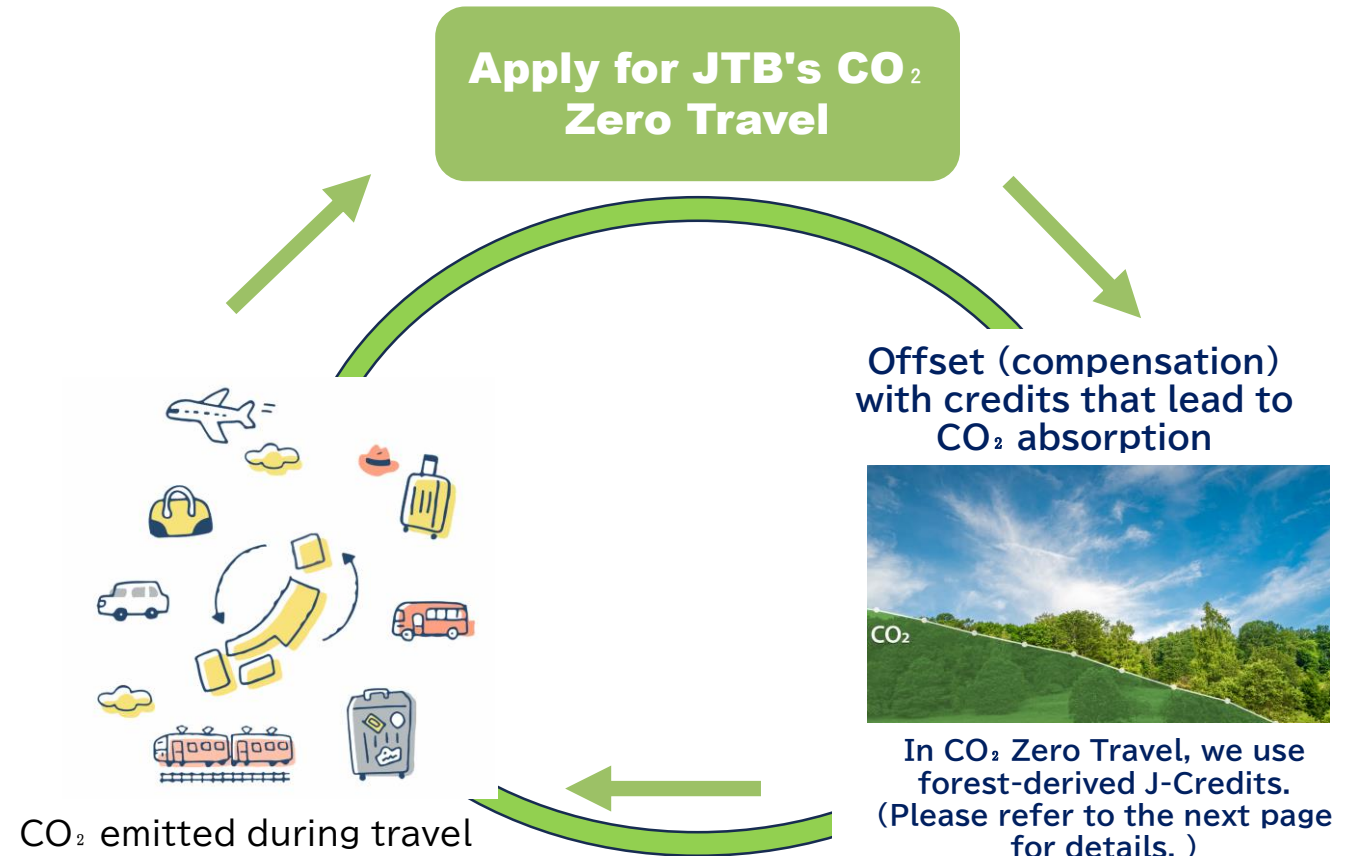 Apply for JTB's CO₂
Zero Travel
Offset (compensation)
with credits that lead to
CO₂ absorption
CO₂
In CO₂ Zero Travel, we use
forest-derived J-Credits.
(Please refer to the next page
for details. )
CO₂ emitted during travel